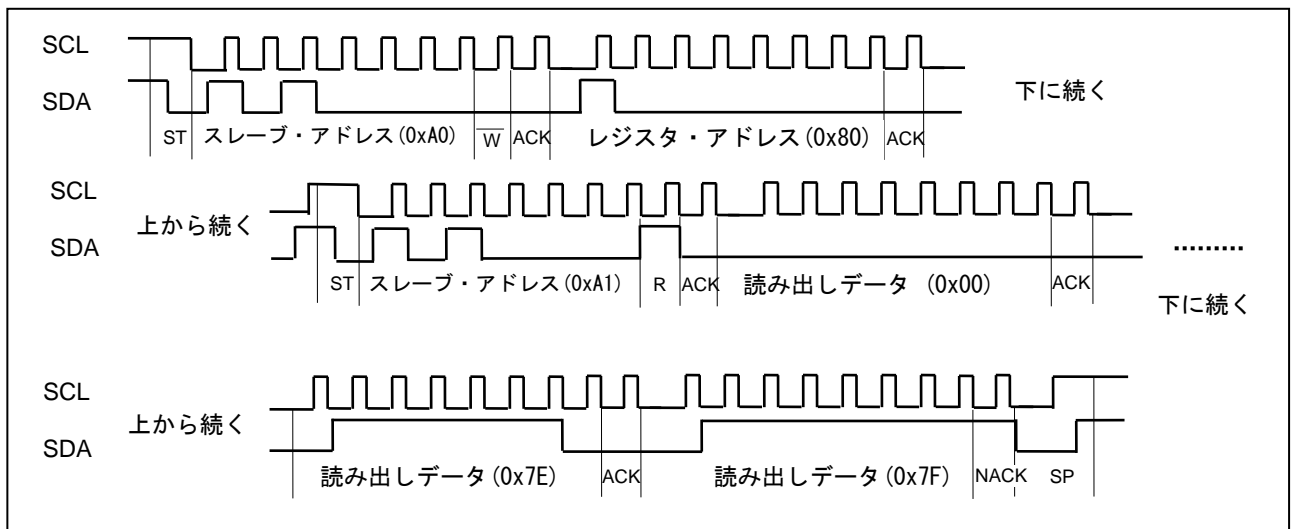 SCL
SDA
下に続く
ST スレーブ・アドレス(0xA0) W ACK レジスタ・アドレス(0x80) ACK
SCL
上から続く
SDA
………
ST スレーブ・アドレス(0xA1) R ACK 読み出しデータ (0x00) ACK
下に続く
SCL
上から続く
SDA
読み出しデータ(0x7E) ACK 読み出しデータ(0x7F) NACK SP